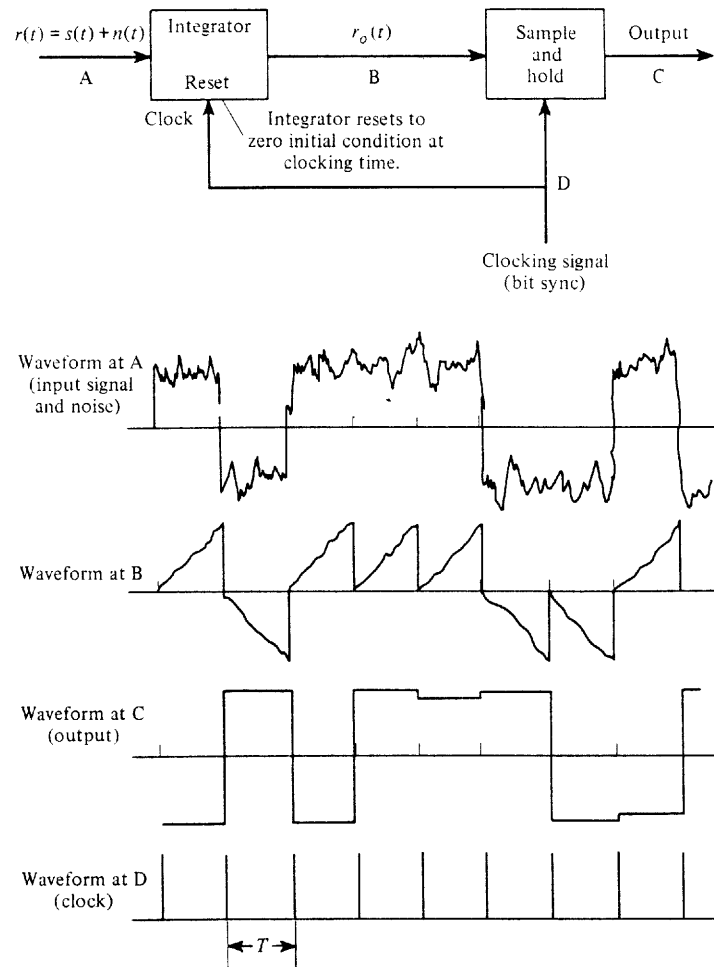 r(t) = s(t) + n(t)
A
Integrator
Reset
r₀(t)
B
Sample
and
hold
Output
C
Clock
Integrator resets to
zero initial condition at
clocking time.
D
Clocking signal
(bit sync)
Waveform at A
(input signal
and noise)
Waveform at B
Waveform at C
(output)
Waveform at D
(clock)
T